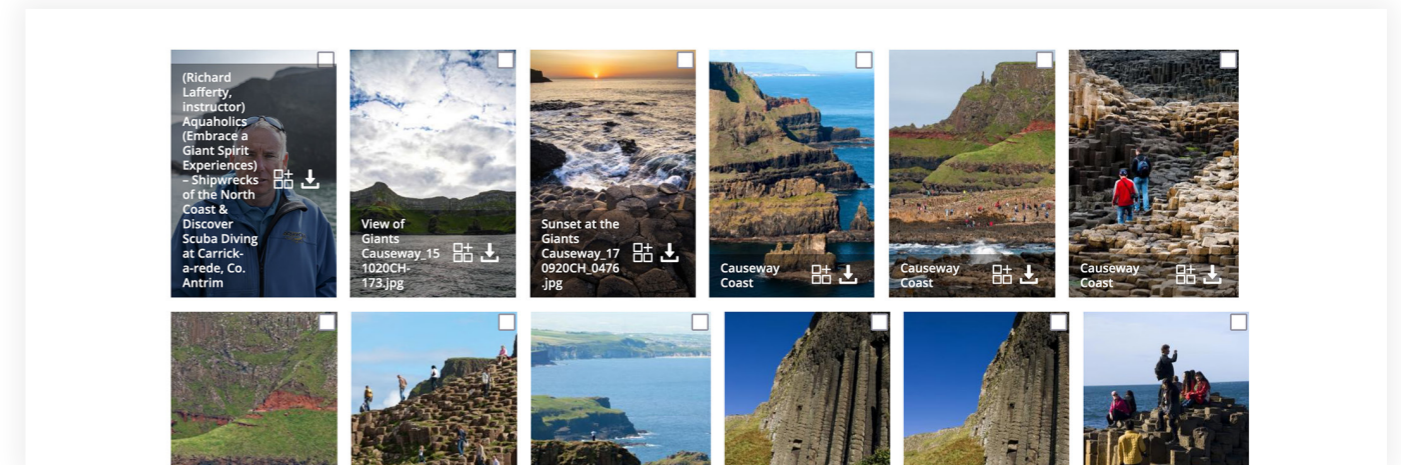 (Richard
Lafferty,
instructor)
Aquaholics
(Embrace a
Giant Spirit
Experiences)
– Shipwrecks
of the North
Coast &
Discover
Scuba Diving
at Carrick-
a-rede, Co.
Antrim
View of
Giants
Causeway_15
1020CH-
173.jpg
Sunset at the
Giants
Causeway_17
0920CH_0476
.jpg
Causeway
Coast
Causeway
Coast
Causeway
Coast